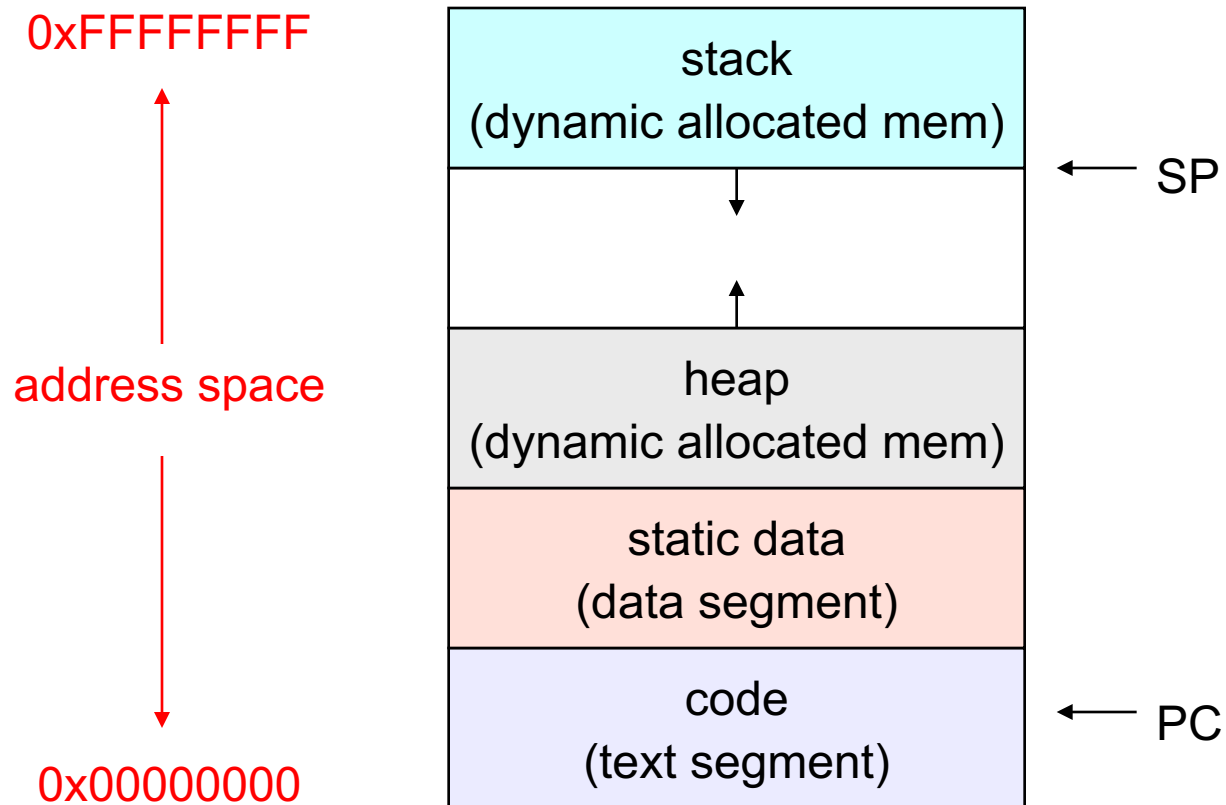 0xFFFFFFFF
stack
(dynamic allocated mem)
SP
address space
heap
(dynamic allocated mem)
static data
(data segment)
code
(text segment)
PC
0x00000000